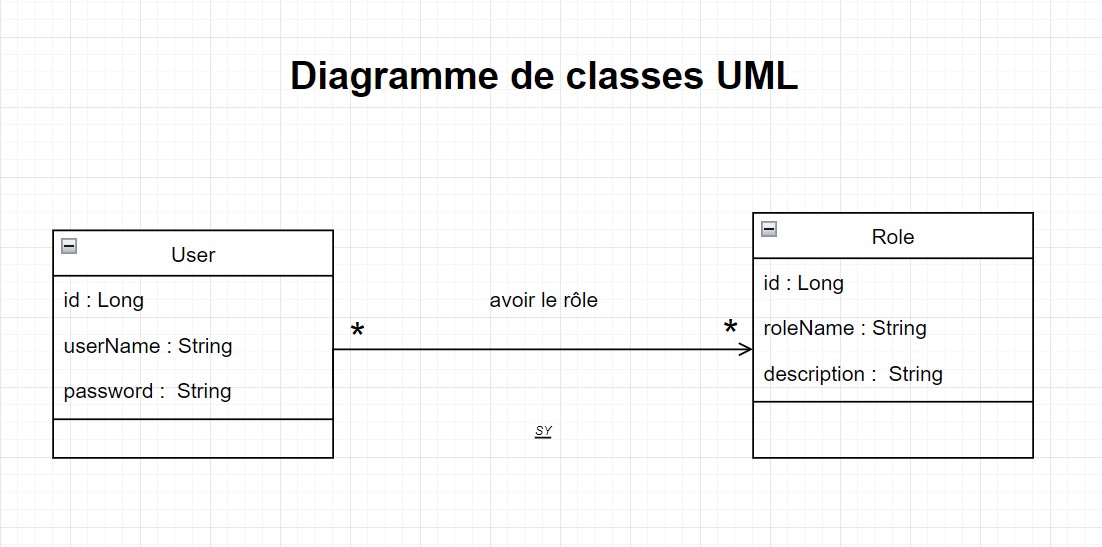 Diagramme de classes UML
User
id : Long
userName : String
password :  String
avoir le rôle
*
*
SY
Role
id : Long
roleName : String
description :  String